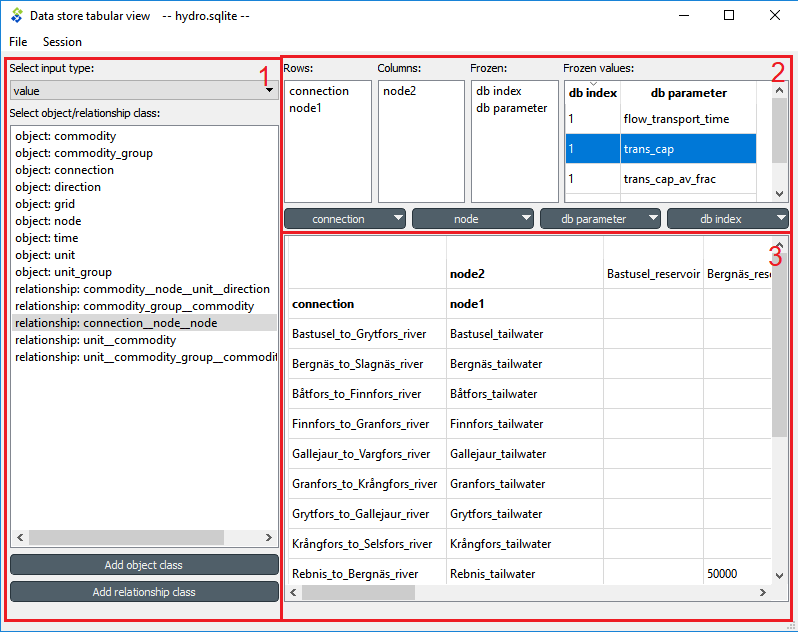 Data store tabular view -- hydro.sqlite --
File Session
Select input type:
1
value
Select object/relationship class:
object: commodity
object: commodity_group
object: connection
object: direction
object: grid
object: node
object: time
object: unit
object: unit_group
relationship: commodity__node__unit__direction
relationship: commodity_group__commodity
relationship: connection__node__node
relationship: unit__commodity
relationship: unit__commodity_group__commodit
Add object class
Add relationship class
2
Rows: Columns: Frozen: Frozen values:
connection
node1
node2
db index
db parameter
db index db parameter
1 flow_transport_time
1 trans_cap
1 trans_cap_av_frac
connection node db parameter db index
3
node2 Bastusel_reservoir Bergnäs_rese
connection node1
Bastusel_to_Grytfors_river Bastusel_tailwater
Bergnäs_to_Slagnäs_river Bergnäs_tailwater
Båtfors_to_Finnfors_river Båtfors_tailwater
Finnfors_to_Granfors_river Finnfors_tailwater
Gallejaur_to_Vargfors_river Gallejaur_tailwater
Granfors_to_Krångfors_river Granfors_tailwater
Grytfors_to_Gallejaur_river Grytfors_tailwater
Krångfors_to_Selsfors_river Krångfors_tailwater
Rebnis_to_Bergnäs_river Rebnis_tailwater 50000